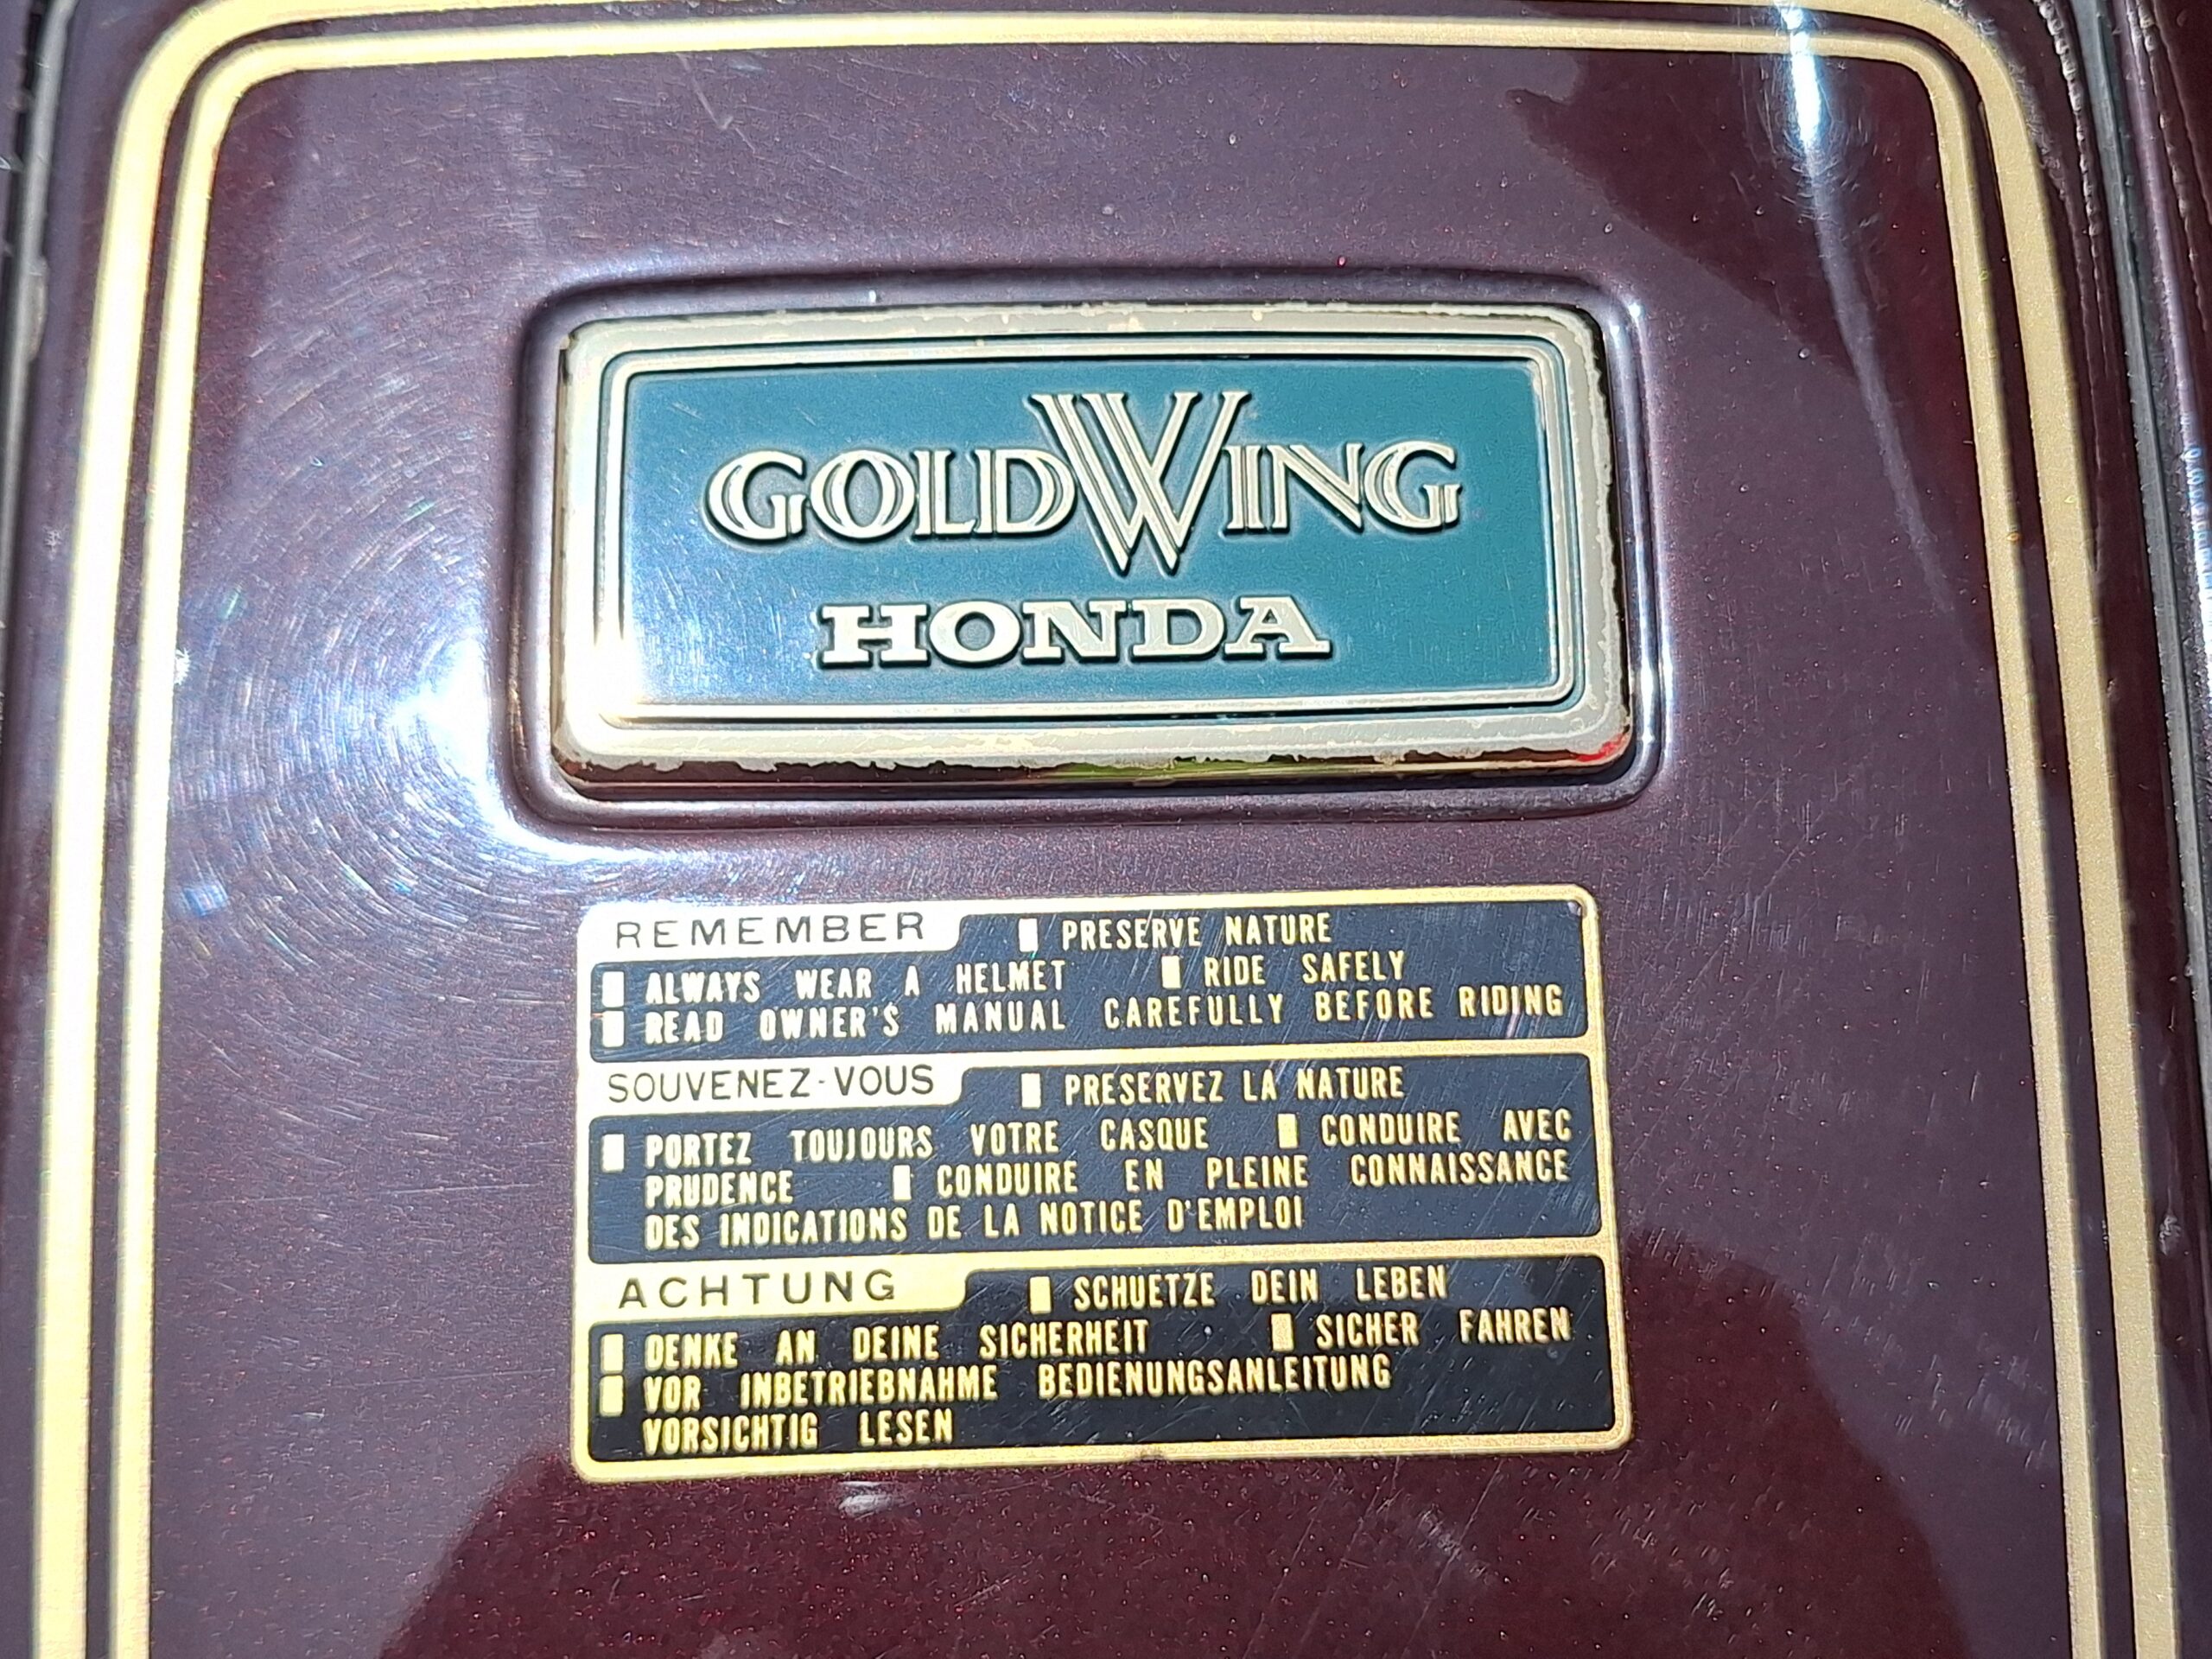 GOLDWING
HONDA
REMEMBER ▮ PRESERVE NATURE
▮ ALWAYS WEAR A HELMET ▮ RIDE SAFELY
▮ READ OWNER'S MANUAL CAREFULLY BEFORE RIDING
SOUVENEZ-VOUS ▮ PRESERVEZ LA NATURE
▮ PORTEZ TOUJOURS VOTRE CASQUE ▮ CONDUIRE AVEC
PRUDENCE ▮ CONDUIRE EN PLEINE CONNAISSANCE
DES INDICATIONS DE LA NOTICE D'EMPLOI
ACHTUNG ▮ SCHUETZE DEIN LEBEN
▮ DENKE AN DEINE SICHERHEIT ▮ SICHER FAHREN
▮ VOR INBETRIEBNAHME BEDIENUNGSANLEITUNG
VORSICHTIG LESEN